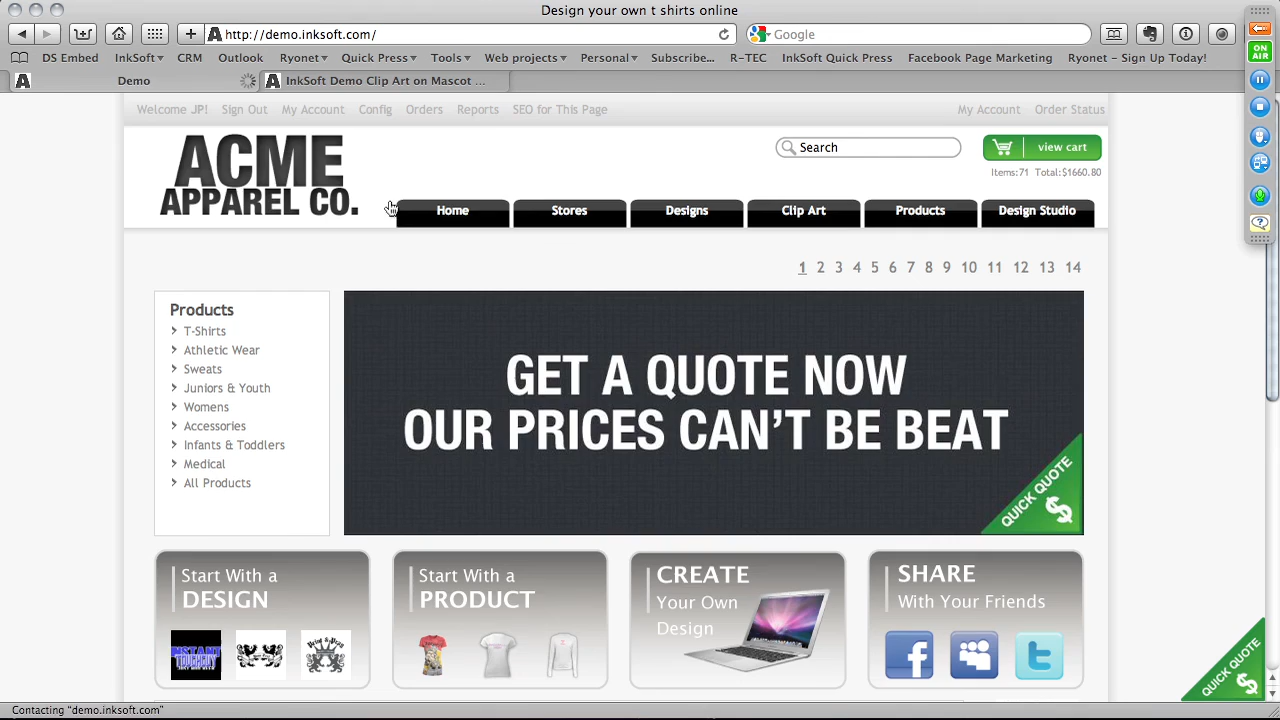 Design your own t shirts online
http://demo.inksoft.com/
Google
DS Embed InkSoft CRM Outlook Ryonet Quick Press Tools Web projects Personal Subscribe... R-TEC InkSoft Quick Press Facebook Page Marketing Ryonet - Sign Up Today!
A Demo A InkSoft Demo Clip Art on Mascot ...
ON AIR
Welcome JP! Sign Out My Account Config Orders Reports SEO for This Page My Account Order Status
ACME
APPAREL CO.
Search
view cart
Items:71 Total:$1660.80
Home Stores Designs Clip Art Products Design Studio
1 2 3 4 5 6 7 8 9 10 11 12 13 14
Products
T-Shirts
Athletic Wear
Sweats
Juniors & Youth
Womens
Accessories
Infants & Toddlers
Medical
All Products
GET A QUOTE NOW
OUR PRICES CAN'T BE BEAT
QUICK QUOTE
$
Start With a
DESIGN
INSTANT
TOUGHGUY
Start With a
PRODUCT
CREATE
Your Own
Design
SHARE
With Your Friends
QUICK QUOTE
$
Contacting "demo.inksoft.com"